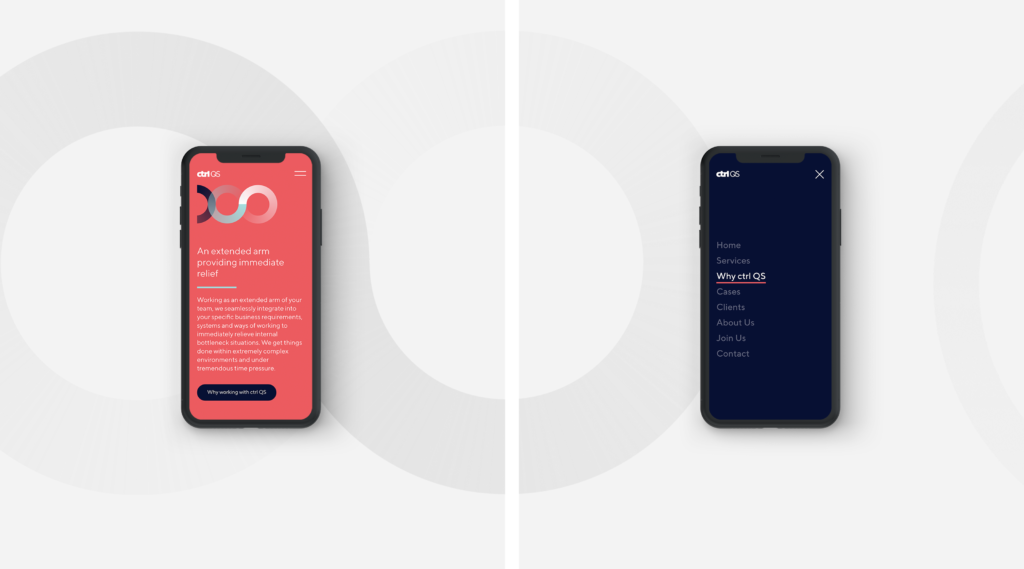 ctrl QS
An extended arm
providing immediate
relief
Working as an extended arm of your
team, we seamlessly integrate into
your specific business requirements,
systems and ways of working to
immediately relieve internal
bottleneck situations. We get things
done within extremely complex
environments and under
tremendous time pressure.
Why working with ctrl QS
ctrl QS
Home
Services
Why ctrl QS
Cases
Clients
About Us
Join Us
Contact